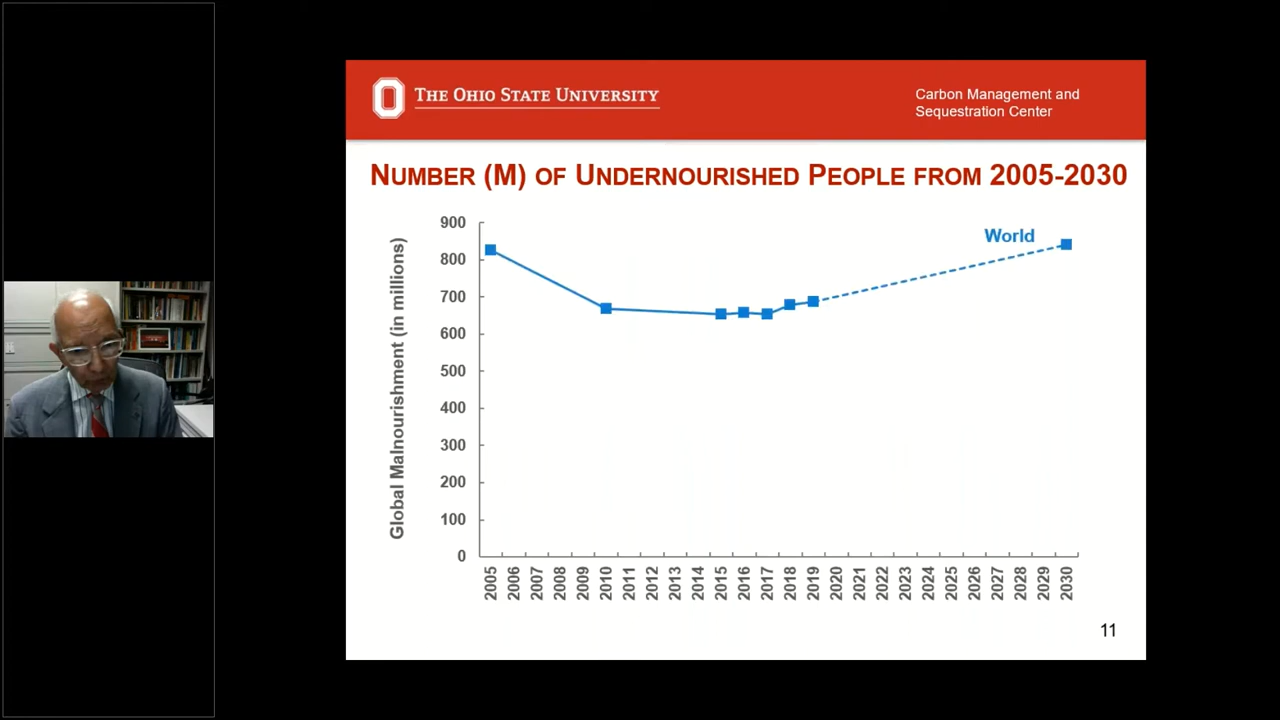 THE OHIO STATE UNIVERSITY
Carbon Management and
Sequestration Center
NUMBER (M) OF UNDERNOURISHED PEOPLE FROM 2005-2030
Global Malnourishment (in millions)
900
800
700
600
500
400
300
200
100
0
World
2005 2006 2007 2008 2009 2010 2011 2012 2013 2014 2015 2016 2017 2018 2019 2020 2021 2022 2023 2024 2025 2026 2027 2028 2029 2030
11